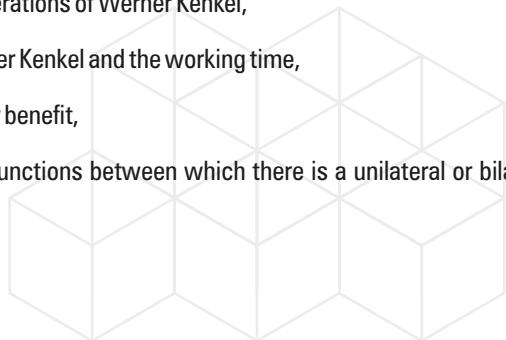 erations of Werner Kenkel,
er Kenkel and the working time,
benefit,
unctions between which there is a unilateral or bila